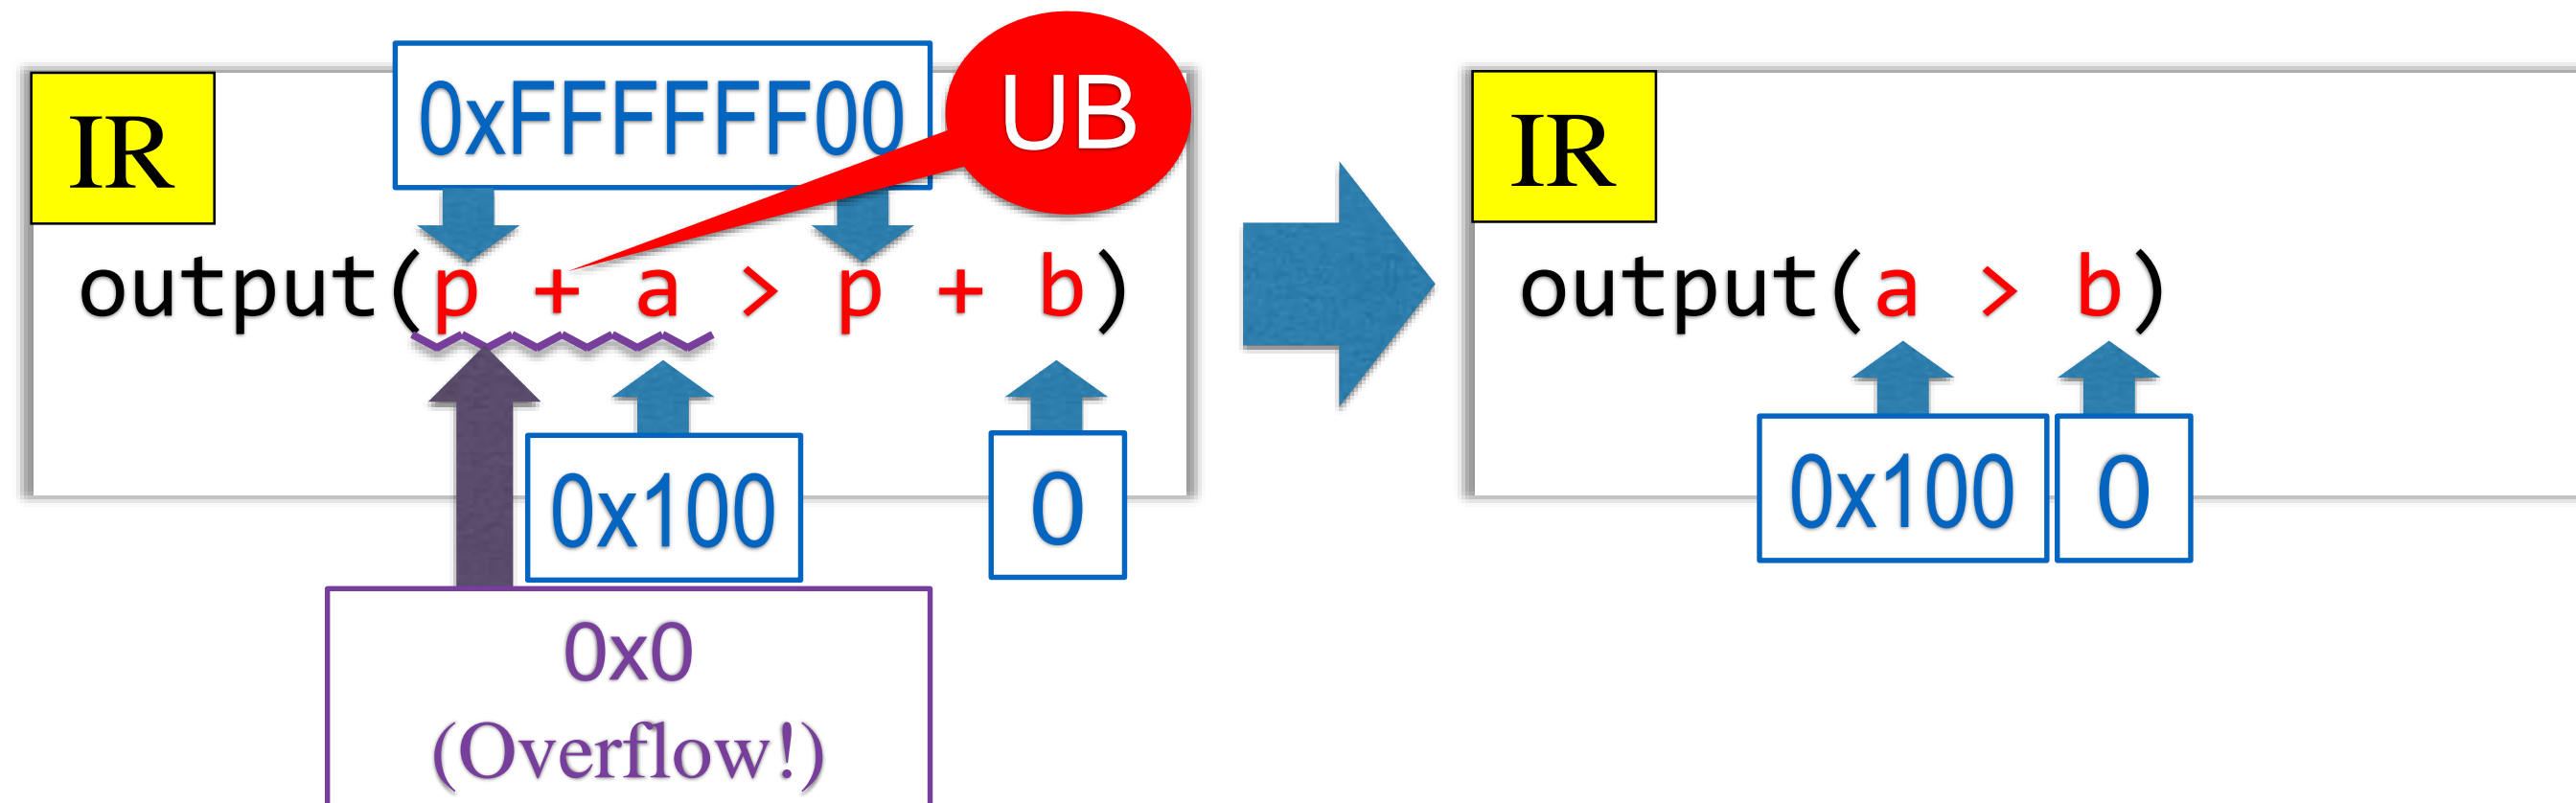 IR
0xFFFFFF00
UB
output(p + a > p + b)
0x100
0
0x0
(Overflow!)
IR
output(a > b)
0x100
0